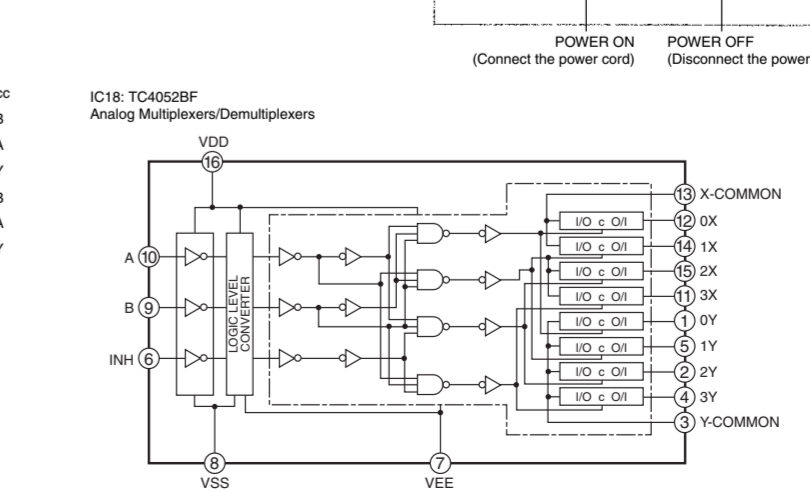 POWER ON
(Connect the power cord)
POWER OFF
(Disconnect the power
cc
B
A
Y
B
A
Y
IC18: TC4052BF
Analog Multiplexers/Demultiplexers
VDD
16
A 10
B 9
INH 6
LOGIC LEVEL
CONVERTER
13 X-COMMON
I/O c O/I 12 0X
I/O c O/I 14 1X
I/O c O/I 15 2X
I/O c O/I 11 3X
I/O c O/I 1 0Y
I/O c O/I 5 1Y
I/O c O/I 2 2Y
I/O c O/I 4 3Y
3 Y-COMMON
8
VSS
7
VEE